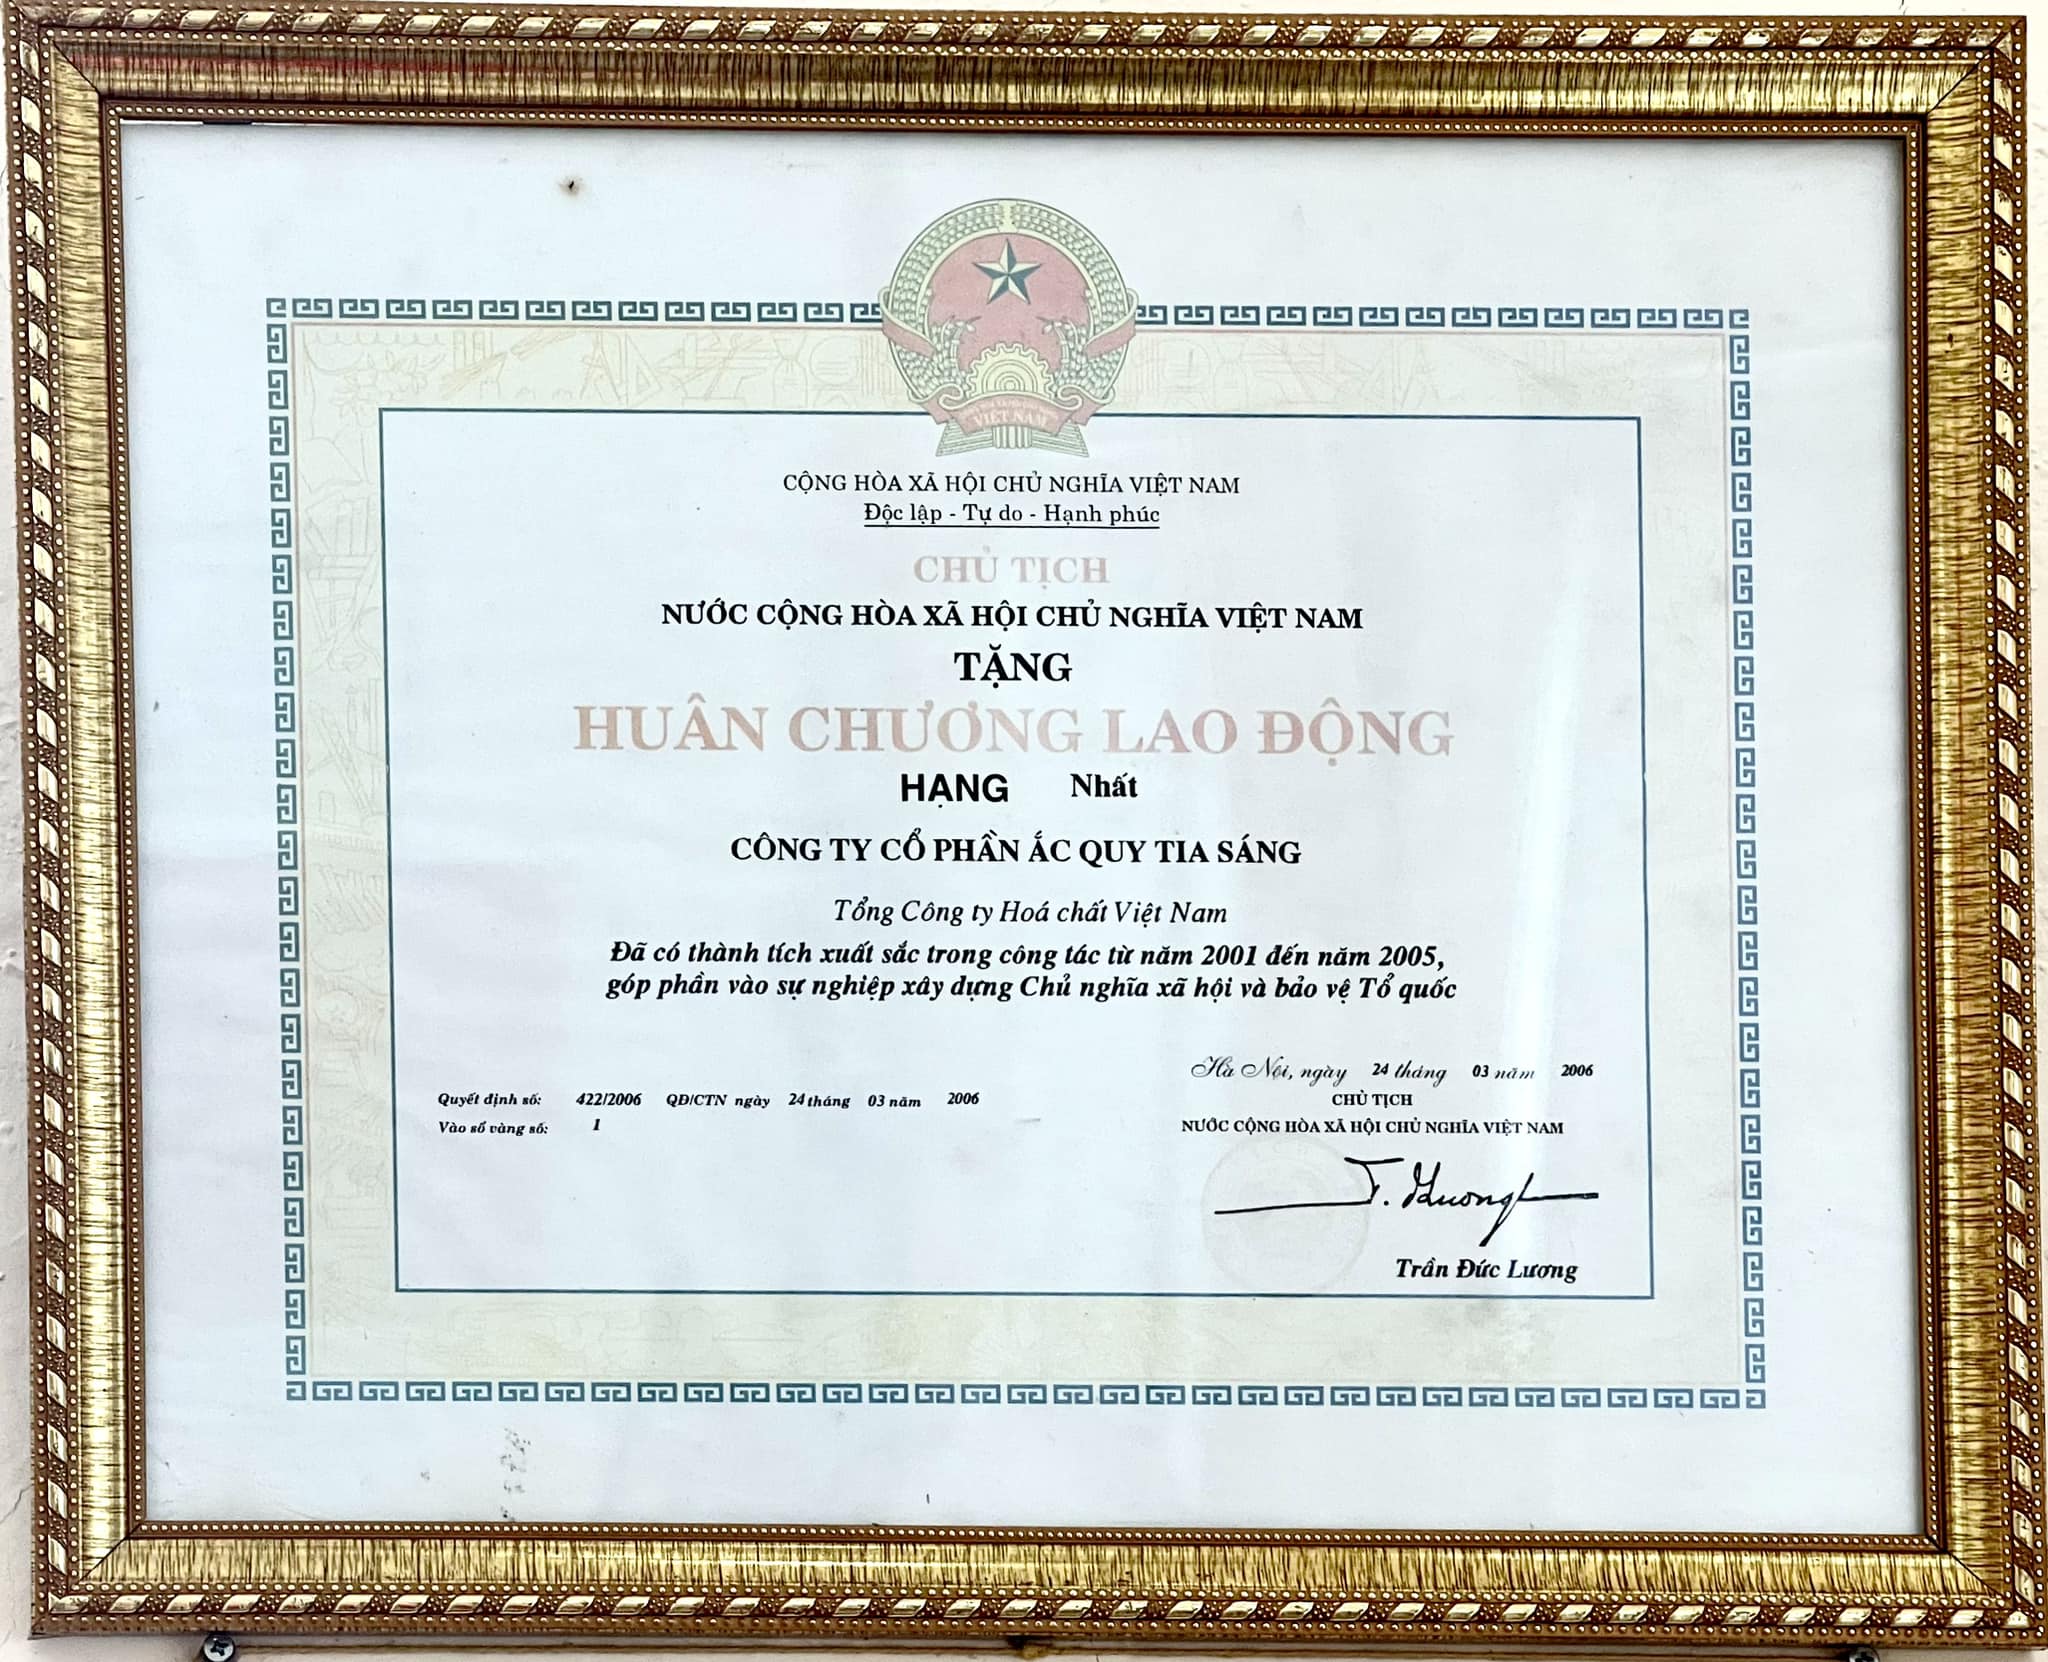 VIỆT NAM
CỘNG HÒA XÃ HỘI CHỦ NGHĨA VIỆT NAM
Độc lập - Tự do - Hạnh phúc
CHỦ TỊCH
NƯỚC CỘNG HÒA XÃ HỘI CHỦ NGHĨA VIỆT NAM
TẶNG
HUÂN CHƯƠNG LAO ĐỘNG
HẠNG Nhất
CÔNG TY CỔ PHẦN ẮC QUY TIA SÁNG
Tổng Công ty Hoá chất Việt Nam
Đã có thành tích xuất sắc trong công tác từ năm 2001 đến năm 2005,
góp phần vào sự nghiệp xây dựng Chủ nghĩa xã hội và bảo vệ Tổ quốc
Quyết định số: 422/2006 QĐ/CTN ngày 24 tháng 03 năm 2006
Vào sổ vàng số: 1
Hà Nội, ngày 24 tháng 03 năm 2006
CHỦ TỊCH
NƯỚC CỘNG HÒA XÃ HỘI CHỦ NGHĨA VIỆT NAM
Trần Đức Lương